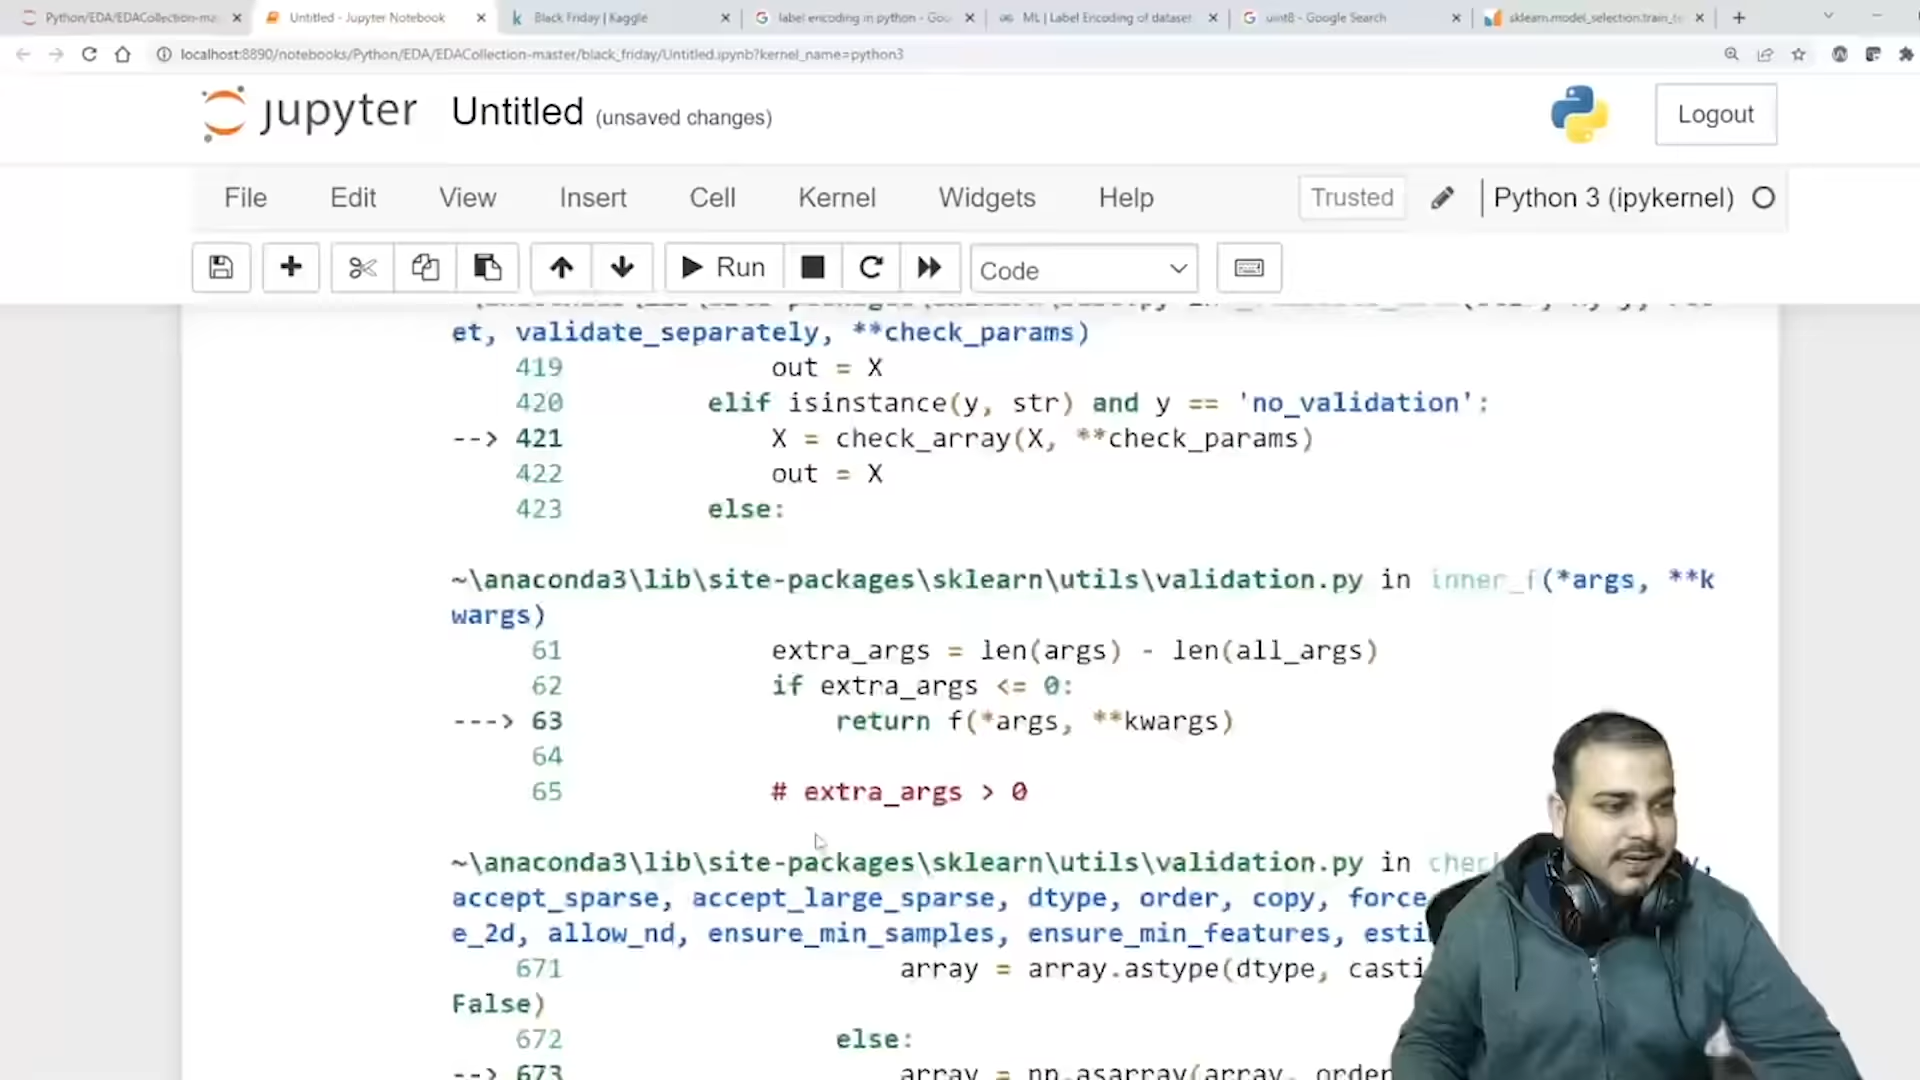 Python/EDA/EDACollection-ma
Untitled - Jupyter Notebook
Black Friday | Kaggle
label encoding in python - Goo
ML | Label Encoding of dataset
uint8 - Google Search
sklearn.model_selection.train_te
localhost:8890/notebooks/Python/EDA/EDACollection-master/black_friday/Untitled.ipynb?kernel_name=python3
jupyter Untitled (unsaved changes)
Logout
File Edit View Insert Cell Kernel Widgets Help
Trusted
Python 3 (ipykernel)
Run
Code
et, validate_separately, **check_params)
419 out = X
420 elif isinstance(y, str) and y == 'no_validation':
--> 421 X = check_array(X, **check_params)
422 out = X
423 else:
~\anaconda3\lib\site-packages\sklearn\utils\validation.py in inner_f(*args, **k
wargs)
61 extra_args = len(args) - len(all_args)
62 if extra_args <= 0:
---> 63 return f(*args, **kwargs)
64
65 # extra_args > 0
~\anaconda3\lib\site-packages\sklearn\utils\validation.py in chec
accept_sparse, accept_large_sparse, dtype, order, copy, force
e_2d, allow_nd, ensure_min_samples, ensure_min_features, esti
671 array = array.astype(dtype, casti
False)
672 else:
--> 673 array = np.asarray(array, order